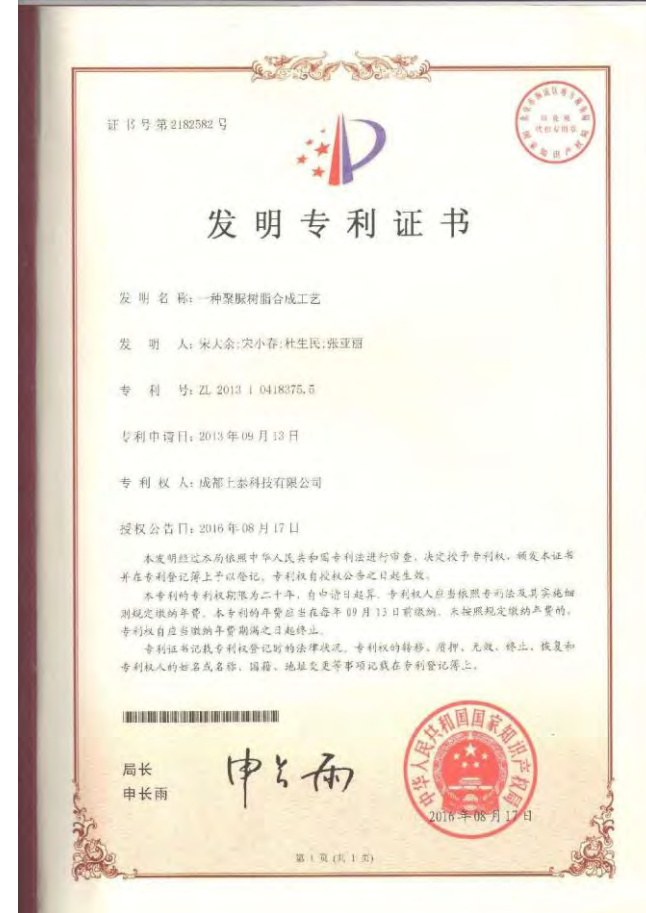 证书号第2182582号
发明专利证书
发 明 名 称：一种聚脲树脂合成工艺
发 明 人：宋大余;宋小春;杜生民;张亚丽
专 利 号：ZL 2013 1 0418375.5
专利申请日：2013年09月13日
专 利 权 人：成都上泰科技有限公司
授权公告日：2016年08月17日
本发明经过本局依照中华人民共和国专利法进行审查，决定授予专利权，颁发本证书
并在专利登记簿上予以登记。专利权自授权公告之日起生效。
本专利的专利权期限为二十年，自申请日起算。专利权人应当依照专利法及其实施细
则规定缴纳年费。本专利的年费应当在每年09月13日前缴纳。未按照规定缴纳年费的，
专利权自应当缴纳年费期满之日起终止。
专利证书记载专利权登记时的法律状况。专利权的转移、质押、无效、终止、恢复和
专利权人的姓名或名称、国籍、地址变更等事项记载在专利登记簿上。
局长
申长雨
申长雨
中华人民共和国国家知识产权局
2016年08月17日
第1页(共1页)